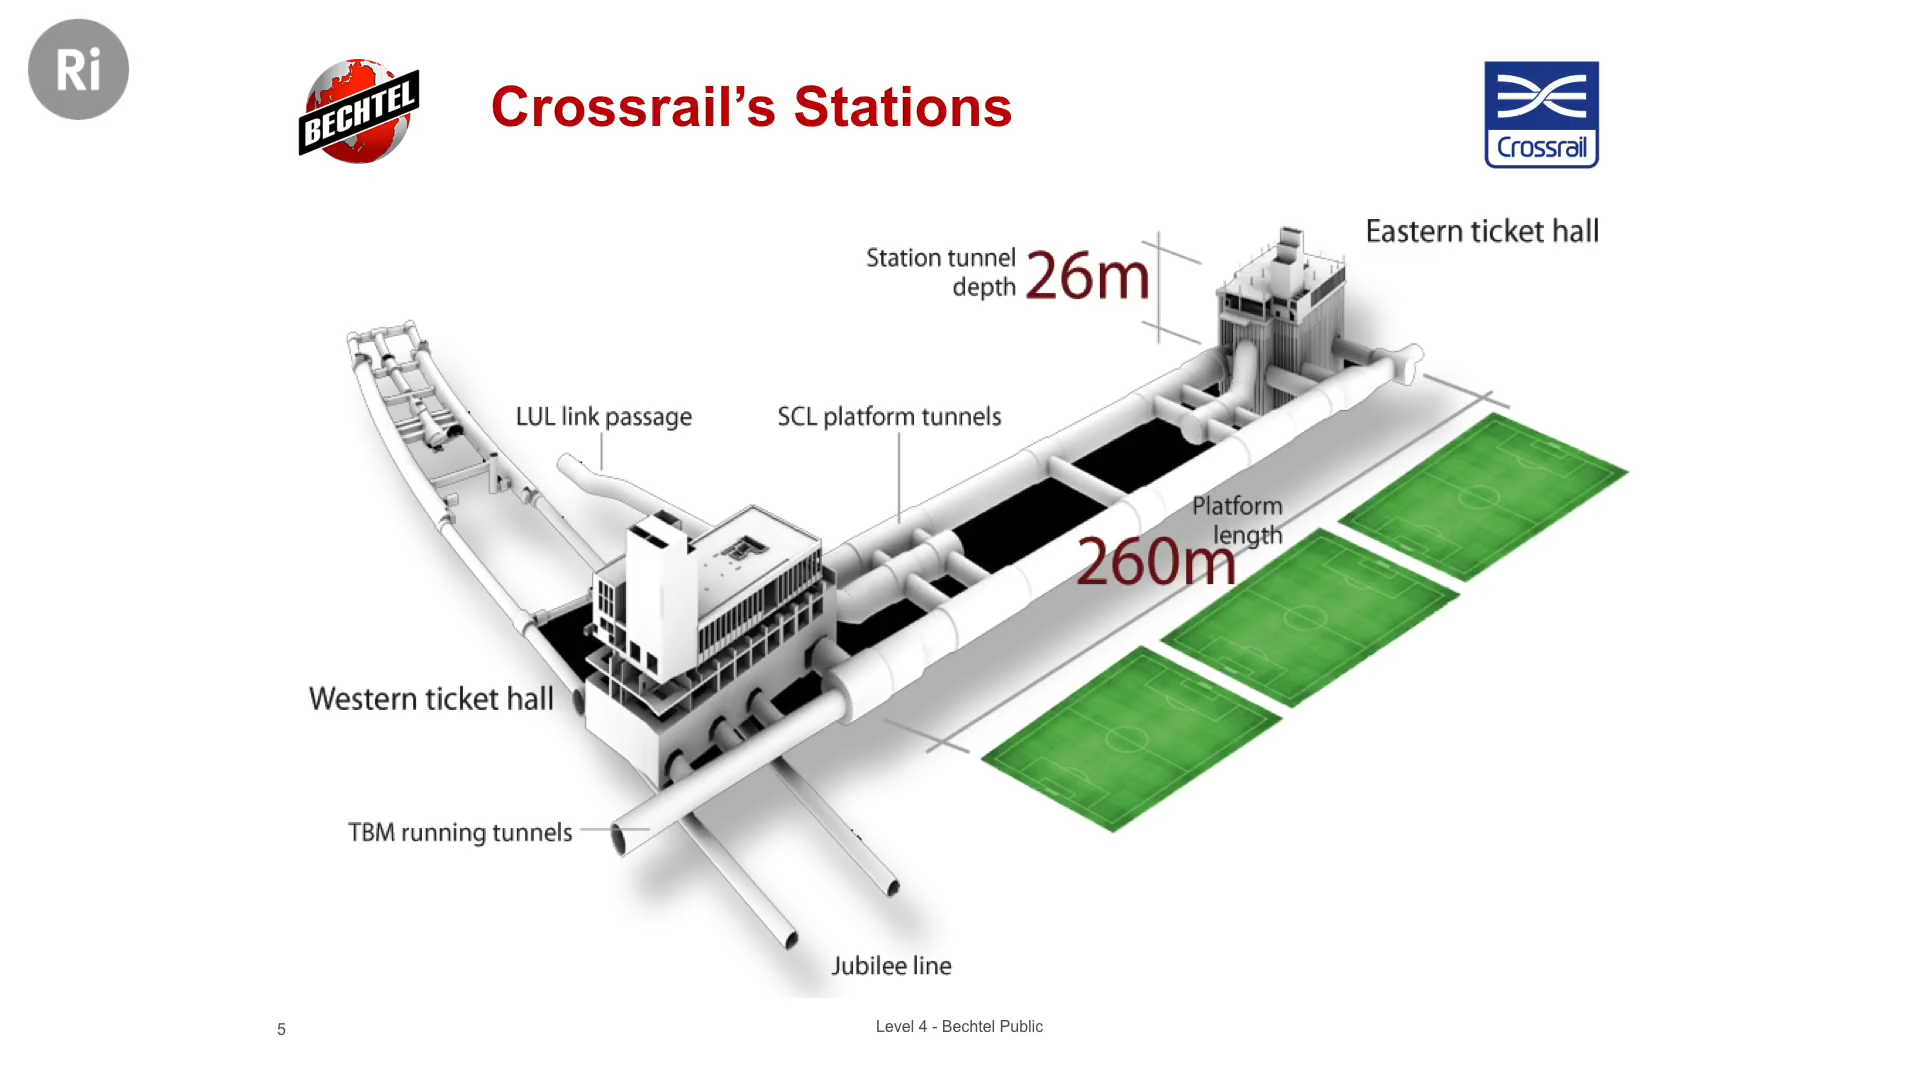 Ri
BECHTEL
Crossrail’s Stations
Crossrail
Eastern ticket hall
Station tunnel
depth
26m
LUL link passage
SCL platform tunnels
Platform
length
260m
Western ticket hall
TBM running tunnels
Jubilee line
5
Level 4 - Bechtel Public